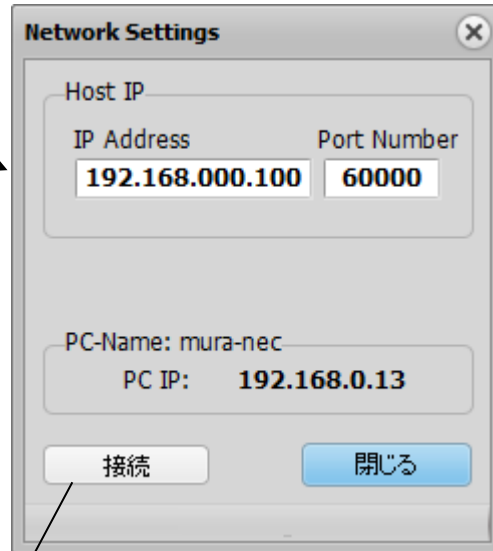 Network Settings
Host IP
IP Address Port Number
192.168.000.100 60000
PC-Name: mura-nec
PC IP: 192.168.0.13
接続 閉じる